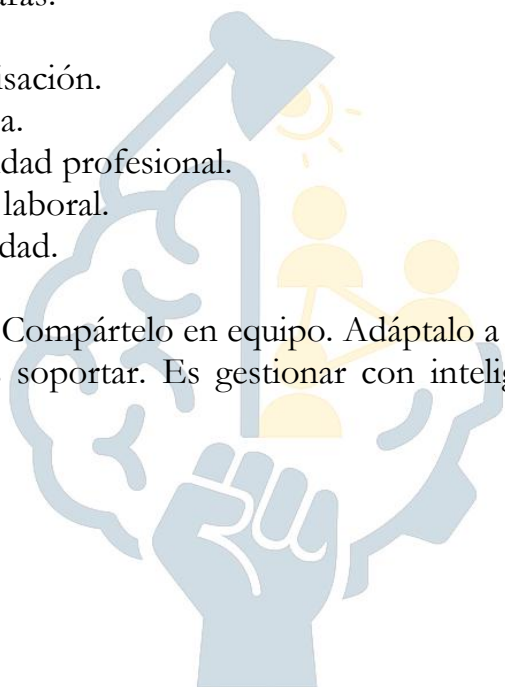 isación.
a.
dad profesional.
laboral.
dad.
Compártelo en equipo. Adáptalo a
soportar. Es gestionar con intelig